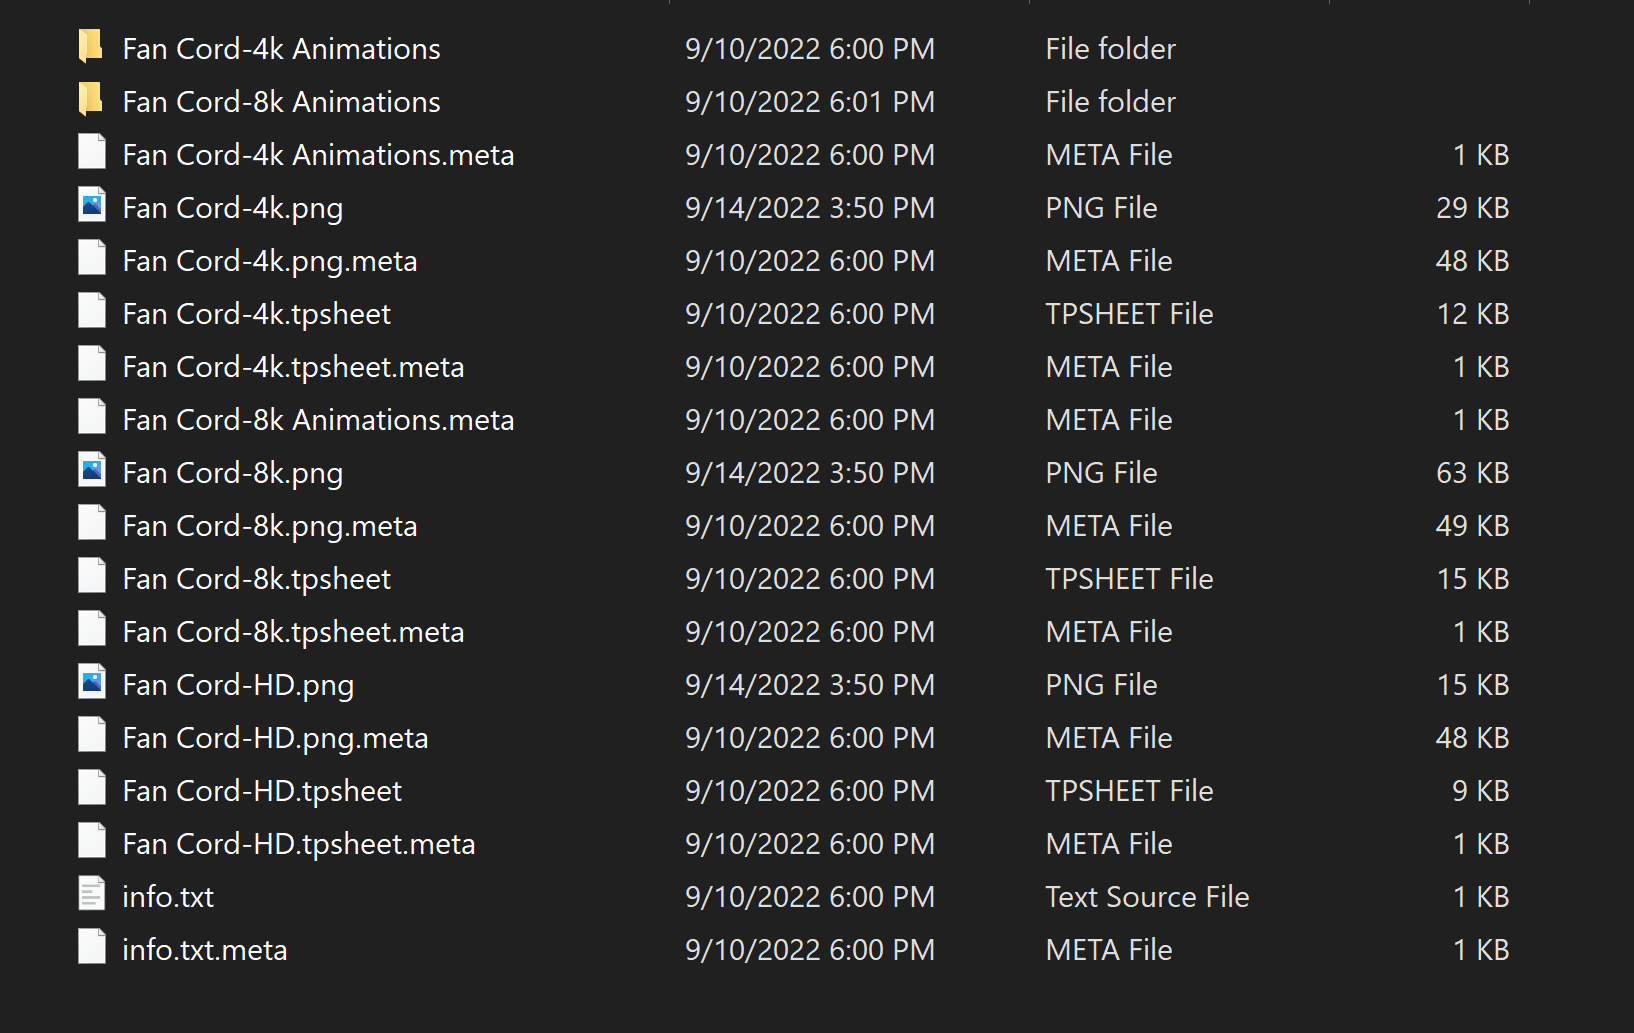 Fan Cord-4k Animations 9/10/2022 6:00 PM File folder
Fan Cord-8k Animations 9/10/2022 6:01 PM File folder
Fan Cord-4k Animations.meta 9/10/2022 6:00 PM META File 1 KB
Fan Cord-4k.png 9/14/2022 3:50 PM PNG File 29 KB
Fan Cord-4k.png.meta 9/10/2022 6:00 PM META File 48 KB
Fan Cord-4k.tpsheet 9/10/2022 6:00 PM TPSHEET File 12 KB
Fan Cord-4k.tpsheet.meta 9/10/2022 6:00 PM META File 1 KB
Fan Cord-8k Animations.meta 9/10/2022 6:00 PM META File 1 KB
Fan Cord-8k.png 9/14/2022 3:50 PM PNG File 63 KB
Fan Cord-8k.png.meta 9/10/2022 6:00 PM META File 49 KB
Fan Cord-8k.tpsheet 9/10/2022 6:00 PM TPSHEET File 15 KB
Fan Cord-8k.tpsheet.meta 9/10/2022 6:00 PM META File 1 KB
Fan Cord-HD.png 9/14/2022 3:50 PM PNG File 15 KB
Fan Cord-HD.png.meta 9/10/2022 6:00 PM META File 48 KB
Fan Cord-HD.tpsheet 9/10/2022 6:00 PM TPSHEET File 9 KB
Fan Cord-HD.tpsheet.meta 9/10/2022 6:00 PM META File 1 KB
info.txt 9/10/2022 6:00 PM Text Source File 1 KB
info.txt.meta 9/10/2022 6:00 PM META File 1 KB